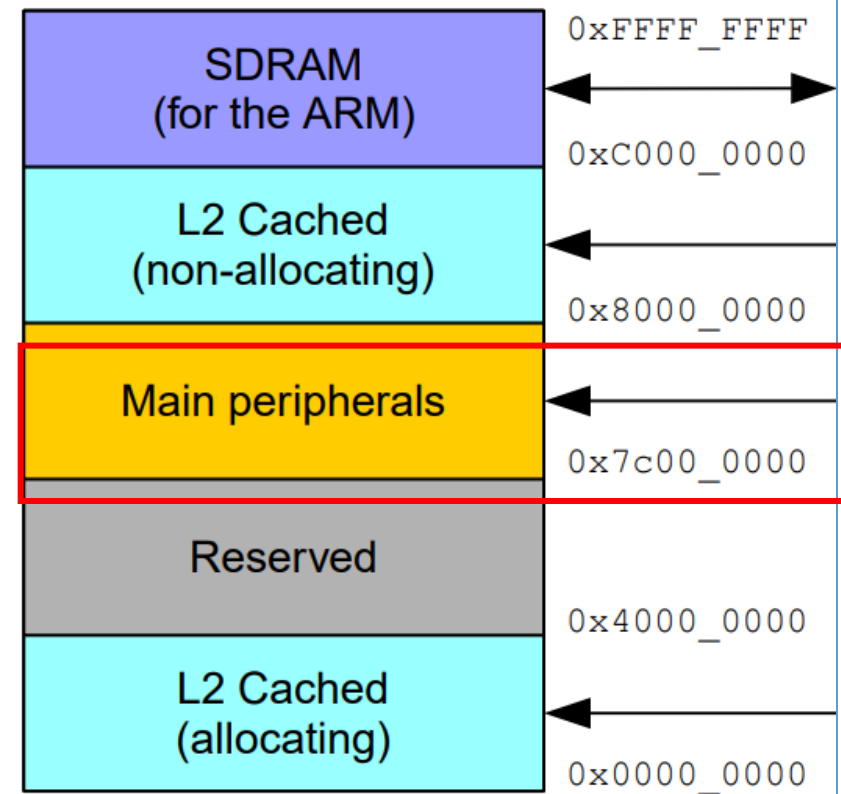 0xFFFF_FFFF
SDRAM
(for the ARM)
0xC000_0000
L2 Cached
(non-allocating)
0x8000_0000
Main peripherals
0x7c00_0000
Reserved
0x4000_0000
L2 Cached
(allocating)
0x0000_0000